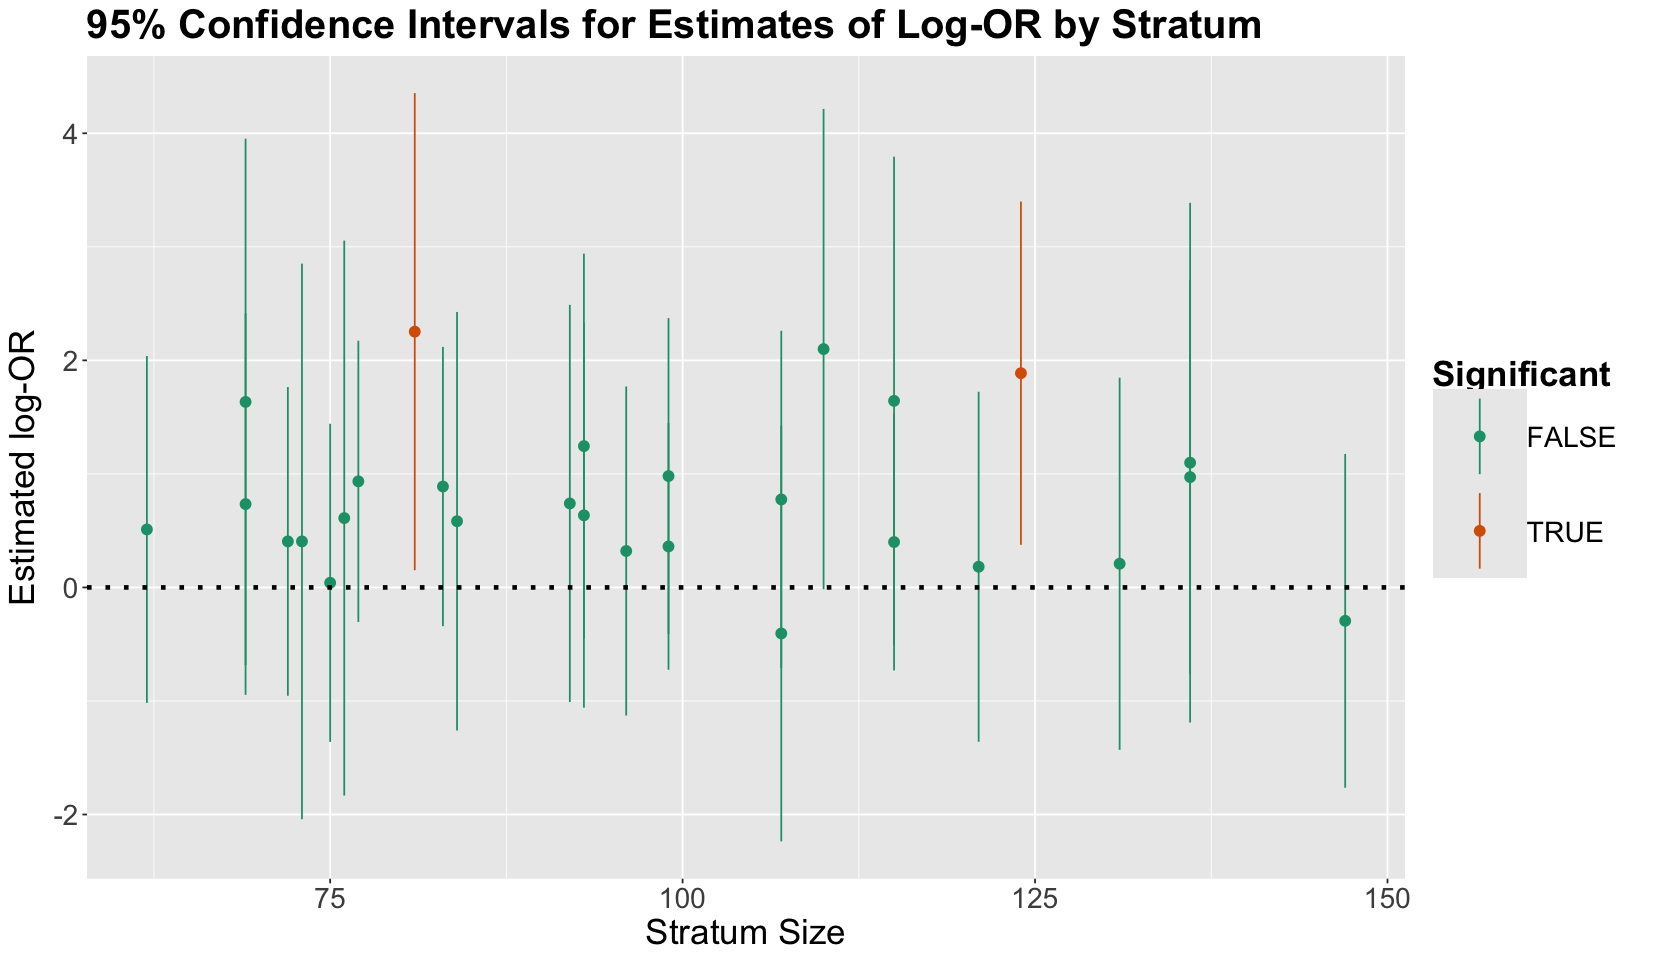 95% Confidence Intervals for Estimates of Log-OR by Stratum
Estimated log-OR
4
2
0
-2
75
100
125
150
Stratum Size
Significant
FALSE
TRUE